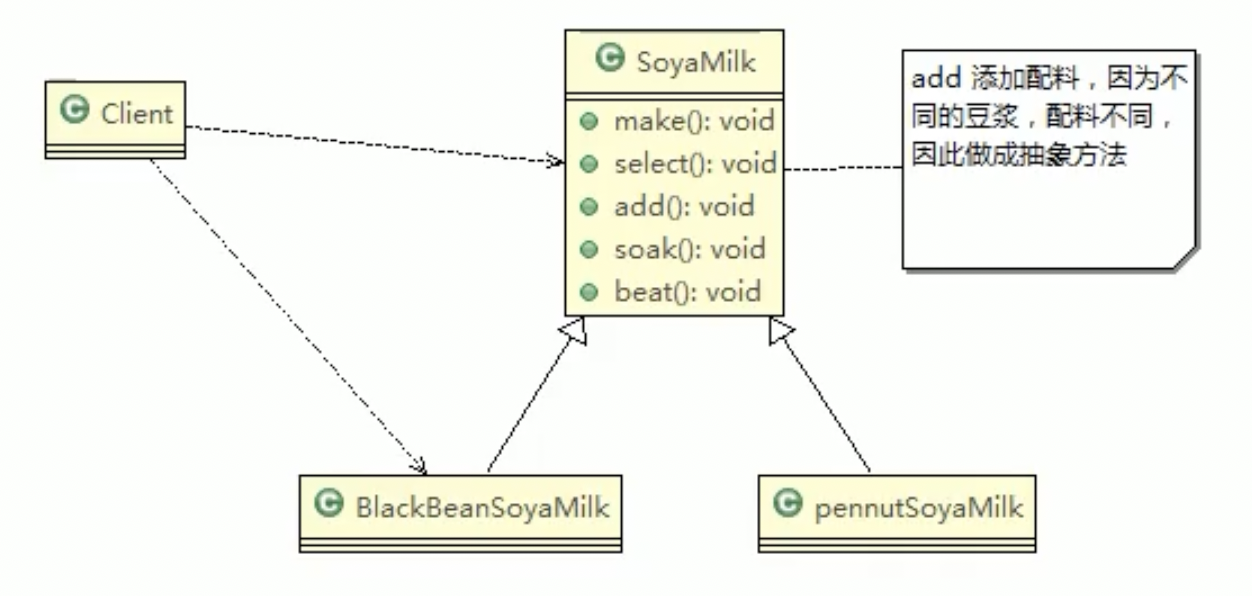 Client
SoyaMilk
make(): void
select(): void
add(): void
soak(): void
beat(): void
add 添加配料，因为不
同的豆浆，配料不同，
因此做成抽象方法
BlackBeanSoyaMilk
pennutSoyaMilk